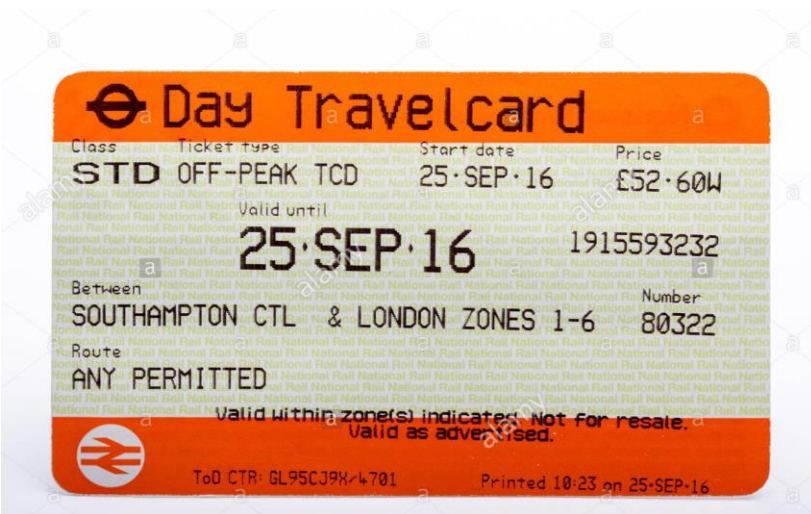 Day Travelcard
Class Ticket type Start date Price
STD OFF-PEAK TCD 25·SEP·16 £52·60W
Valid until
25·SEP·16 1915593232
Between Number
SOUTHAMPTON CTL & LONDON ZONES 1-6 80322
Route
ANY PERMITTED
Valid within zone(s) indicated. Not for resale.
Valid as advertised.
ToD CTR: GL95CJ9X/4701 Printed 10:23 on 25-SEP-16
alamy